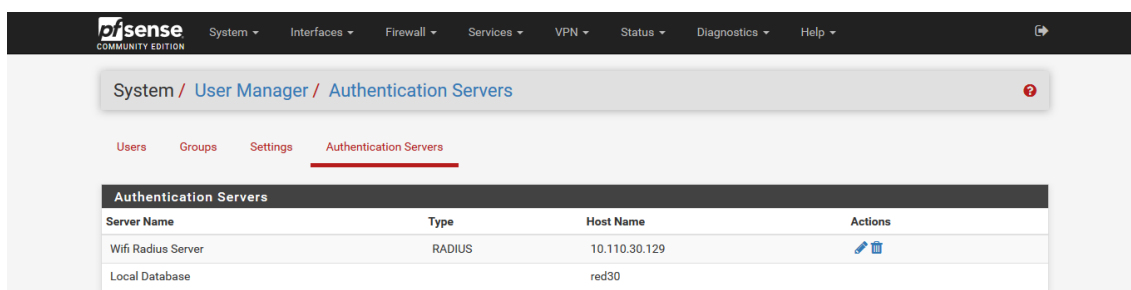 pfsense
COMMUNITY EDITION
System Interfaces Firewall Services VPN Status Diagnostics Help
System / User Manager / Authentication Servers
Users Groups Settings Authentication Servers
Authentication Servers
Server Name Type Host Name Actions
Wifi Radius Server RADIUS 10.110.30.129
Local Database red30